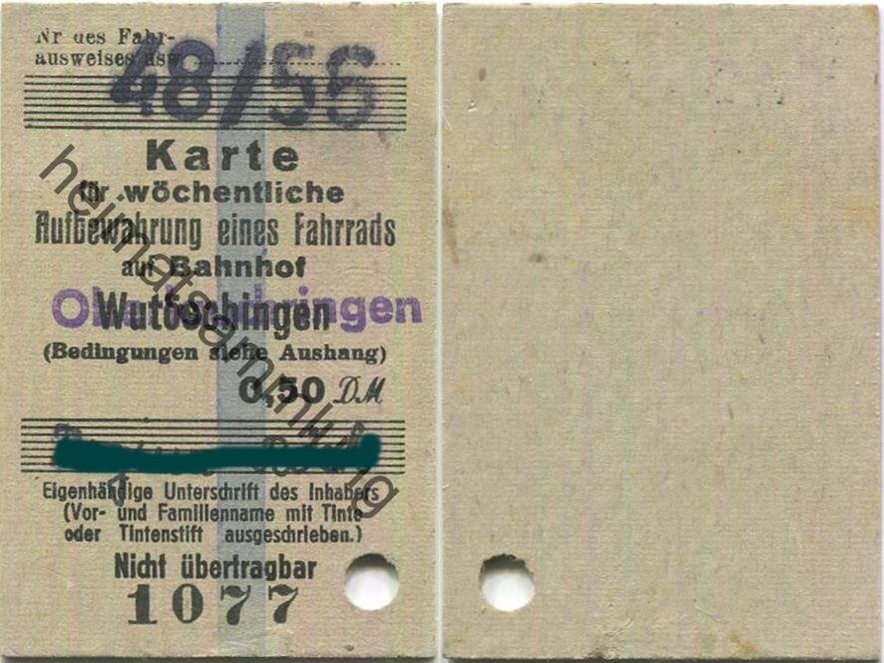 Nr des Fahr-
ausweises usw.
48/56
Karte
für wöchentliche
Aufbewahrung eines Fahrrads
auf Bahnhof
Wutöschingen
(Bedingungen siehe Aushang)
0,50 DM
Eigenhändige Unterschrift des Inhabers
(Vor- und Familienname mit Tinte
oder Tintenstift ausgeschrieben.)
Nicht übertragbar
1077
heimatsammlung